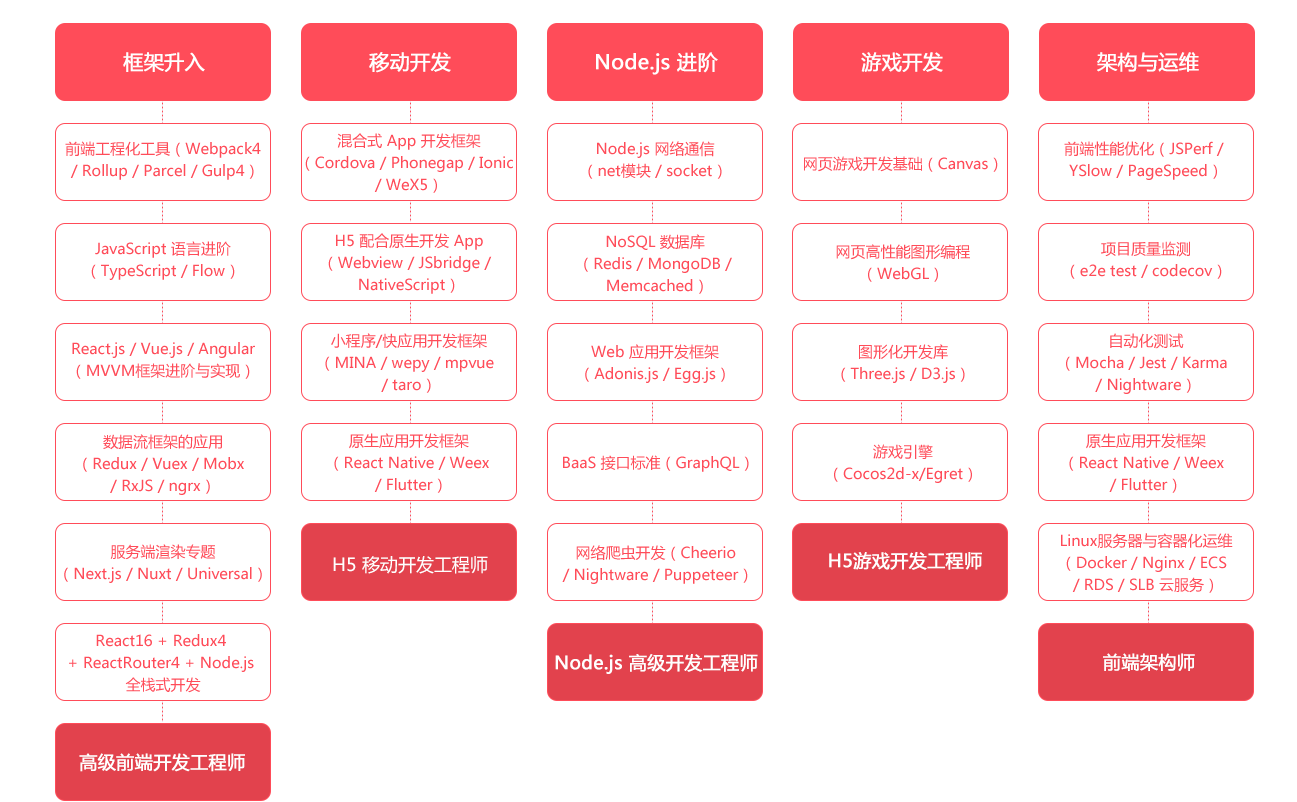 框架升入
前端工程化工具（Webpack4
/ Rollup / Parcel / Gulp4）
JavaScript 语言进阶
（TypeScript / Flow）
React.js / Vue.js / Angular
（MVVM框架进阶与实现）
数据流框架的应用
（Redux / Vuex / Mobx
/ RxJS / ngrx）
服务端渲染专题
（Next.js / Nuxt / Universal）
React16 + Redux4
+ ReactRouter4 + Node.js
全栈式开发
高级前端开发工程师
移动开发
混合式 App 开发框架
（Cordova / Phonegap / Ionic
/ WeX5）
H5 配合原生开发 App
（Webview / JSbridge /
NativeScript）
小程序/快应用开发框架
（MINA / wepy / mpvue
/ taro）
原生应用开发框架
（React Native / Weex
/ Flutter）
H5 移动开发工程师
Node.js 进阶
Node.js 网络通信
（net模块 / socket）
NoSQL 数据库
（Redis / MongoDB /
Memcached）
Web 应用开发框架
（Adonis.js / Egg.js）
BaaS 接口标准（GraphQL）
网络爬虫开发（Cheerio
/ Nightware / Puppeteer）
Node.js 高级开发工程师
游戏开发
网页游戏开发基础（Canvas）
网页高性能图形编程
（WebGL）
图形化开发库
（Three.js / D3.js）
游戏引擎
（Cocos2d-x/Egret）
H5游戏开发工程师
架构与运维
前端性能优化（JSPerf /
YSlow / PageSpeed）
项目质量监测
（e2e test / codecov）
自动化测试
（Mocha / Jest / Karma
/ Nightware）
原生应用开发框架
（React Native / Weex
/ Flutter）
Linux服务器与容器化运维
（Docker / Nginx / ECS
/ RDS / SLB 云服务）
前端架构师